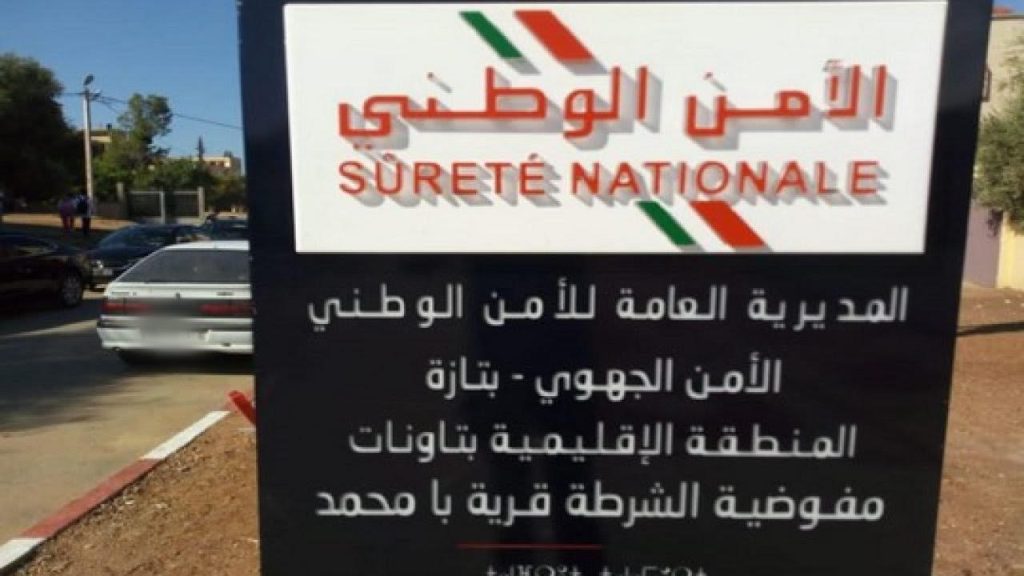 الأمن الوطني
SÛRETÉ NATIONALE
المديرية العامة للأمن الوطني
الأمن الجهوي - بتازة
المنطقة الإقليمية بتاونات
مفوضية الشرطة قرية با محمد